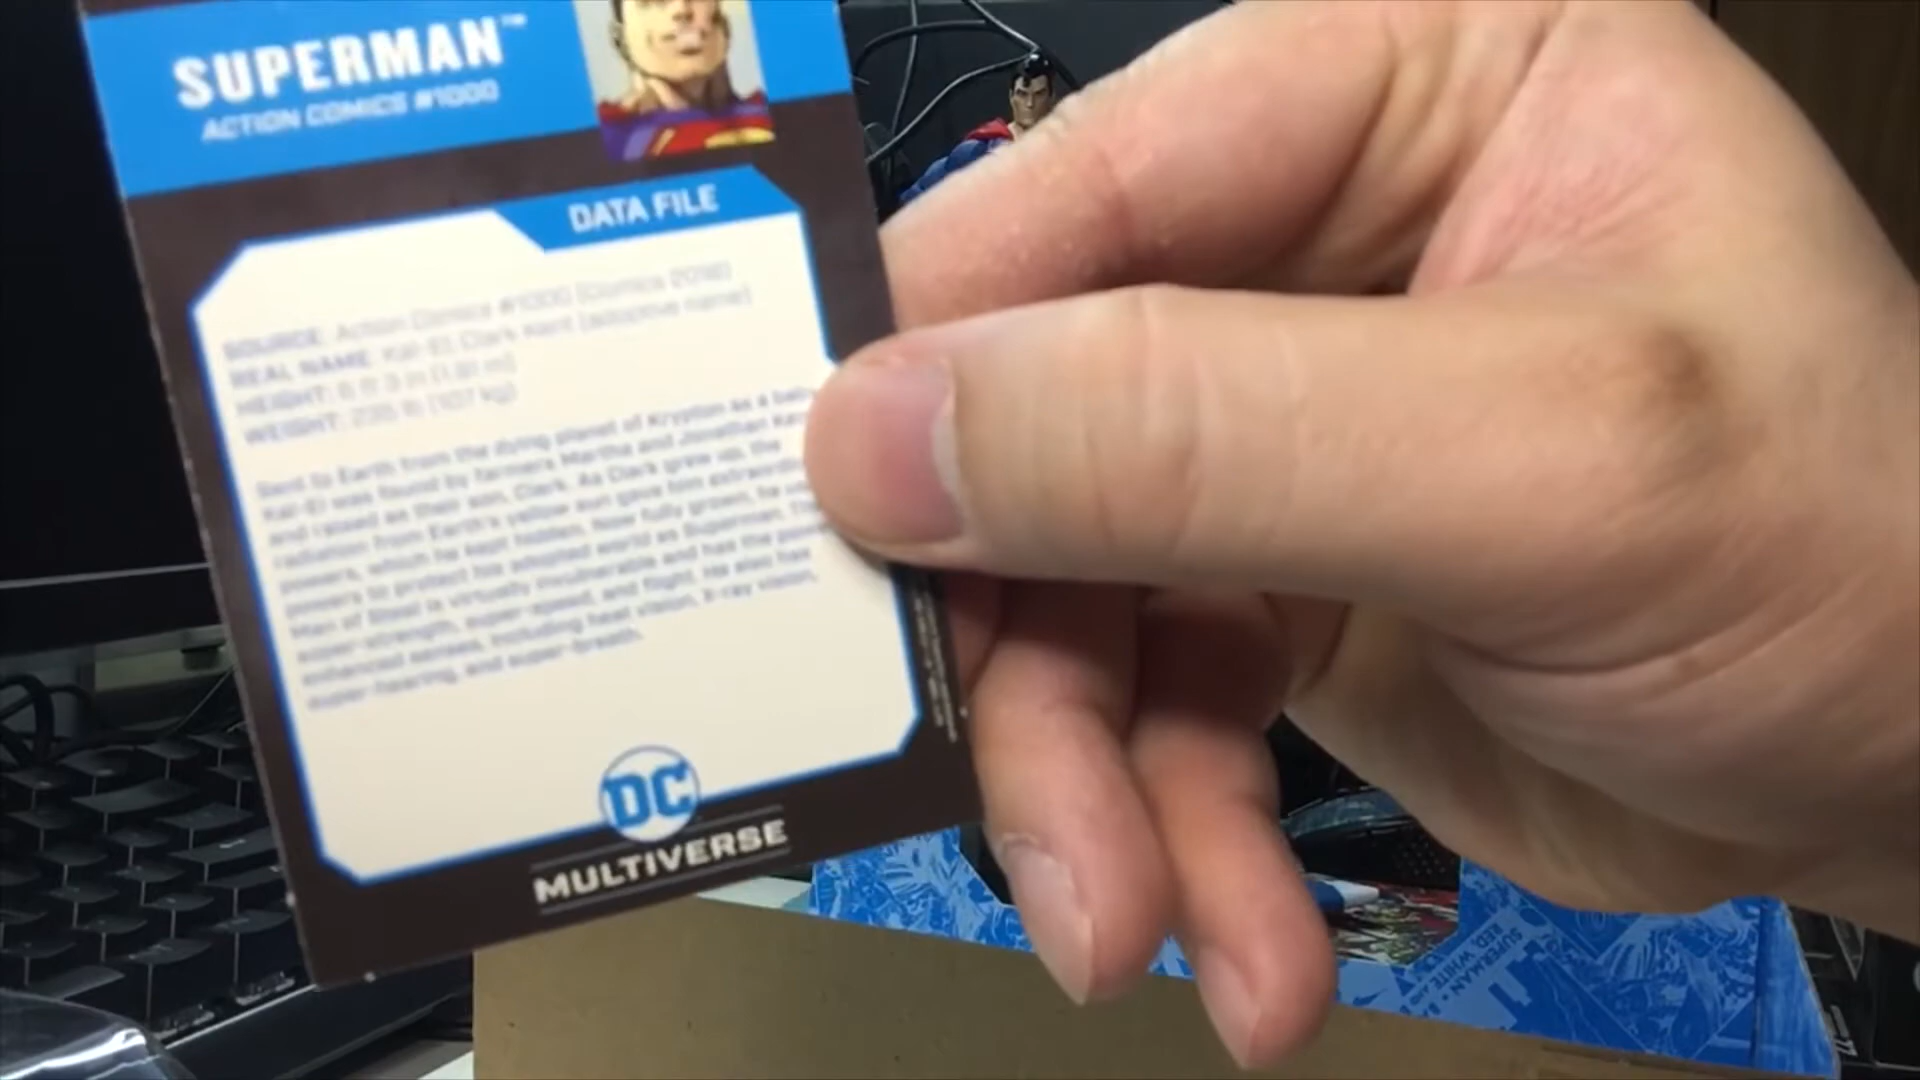 SUPERMAN™
ACTION COMICS #1000
DATA FILE
SOURCE: Action Comics #1000 (Comics 2018)
REAL NAME: Kal-El, Clark Kent (adoptive name)
HEIGHT: 6 ft 3 in (1.91 m)
WEIGHT: 235 lb (107 kg)
Sent to Earth from the dying planet of Krypton as a
Kal-El was found by farmers Martha and Jonathan
and raised as their son, Clark. As Clark grew up, the
radiation from Earth's yellow sun gave him
powers, which he kept hidden. Now fully grown, he
powers to protect his adopted world as Superman.
Man of Steel is virtually invulnerable and has the
super-strength, super-speed, and flight. He also has
enhanced senses, including heat vision, X-ray vision,
super-hearing, and super-breath.
DC
MULTIVERSE
SUPERMAN
RED, WHITE AND